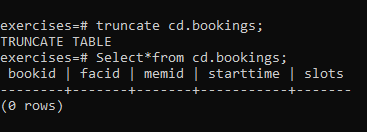 exercises=# truncate cd.bookings;
TRUNCATE TABLE
exercises=# Select*from cd.bookings;
 bookid | facid | memid | starttime | slots
--------+-------+-------+-----------+-------
(0 rows)